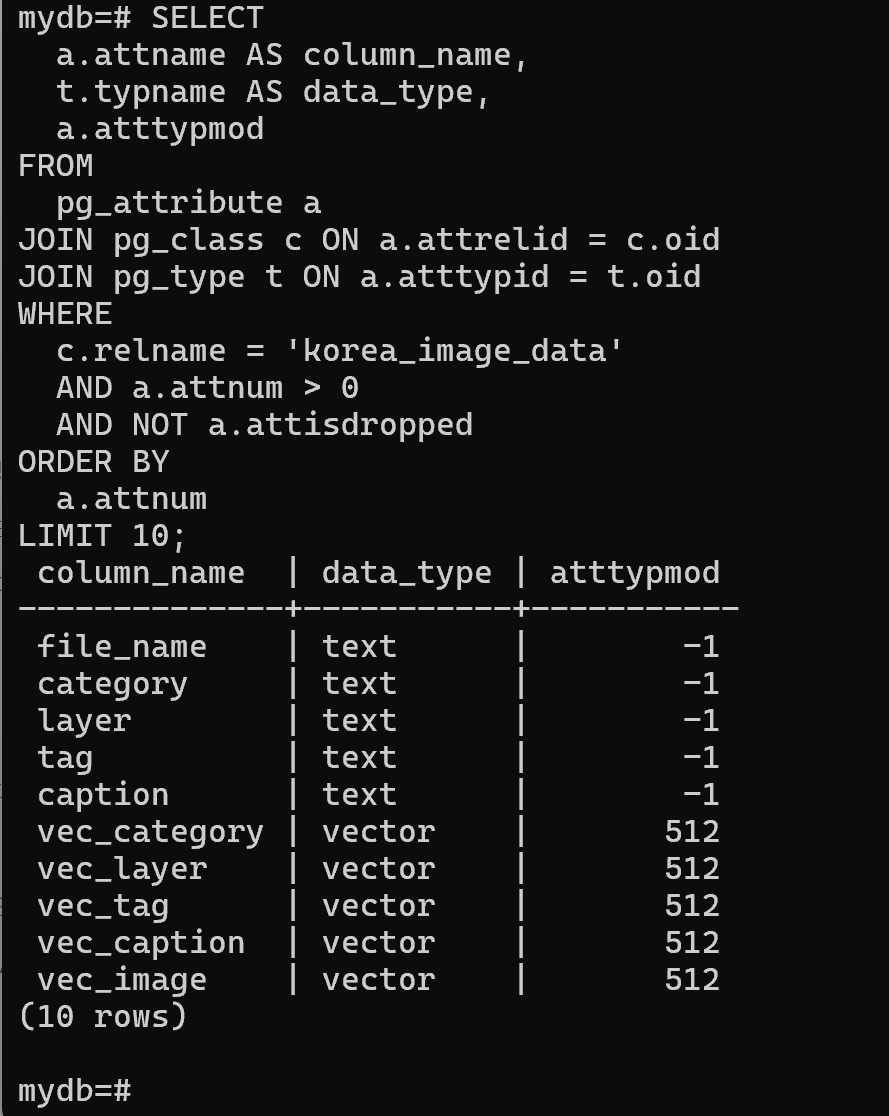 mydb=# SELECT
  a.attname AS column_name,
  t.typname AS data_type,
  a.atttypmod
FROM
  pg_attribute a
JOIN pg_class c ON a.attrelid = c.oid
JOIN pg_type t ON a.atttypid = t.oid
WHERE
  c.relname = 'korea_image_data'
  AND a.attnum > 0
  AND NOT a.attisdropped
ORDER BY
  a.attnum
LIMIT 10;
 column_name  | data_type | atttypmod
--------------+-----------+-----------
 file_name    | text      |        -1
 category     | text      |        -1
 layer        | text      |        -1
 tag          | text      |        -1
 caption      | text      |        -1
 vec_category | vector    |       512
 vec_layer    | vector    |       512
 vec_tag      | vector    |       512
 vec_caption  | vector    |       512
 vec_image    | vector    |       512
(10 rows)

mydb=#